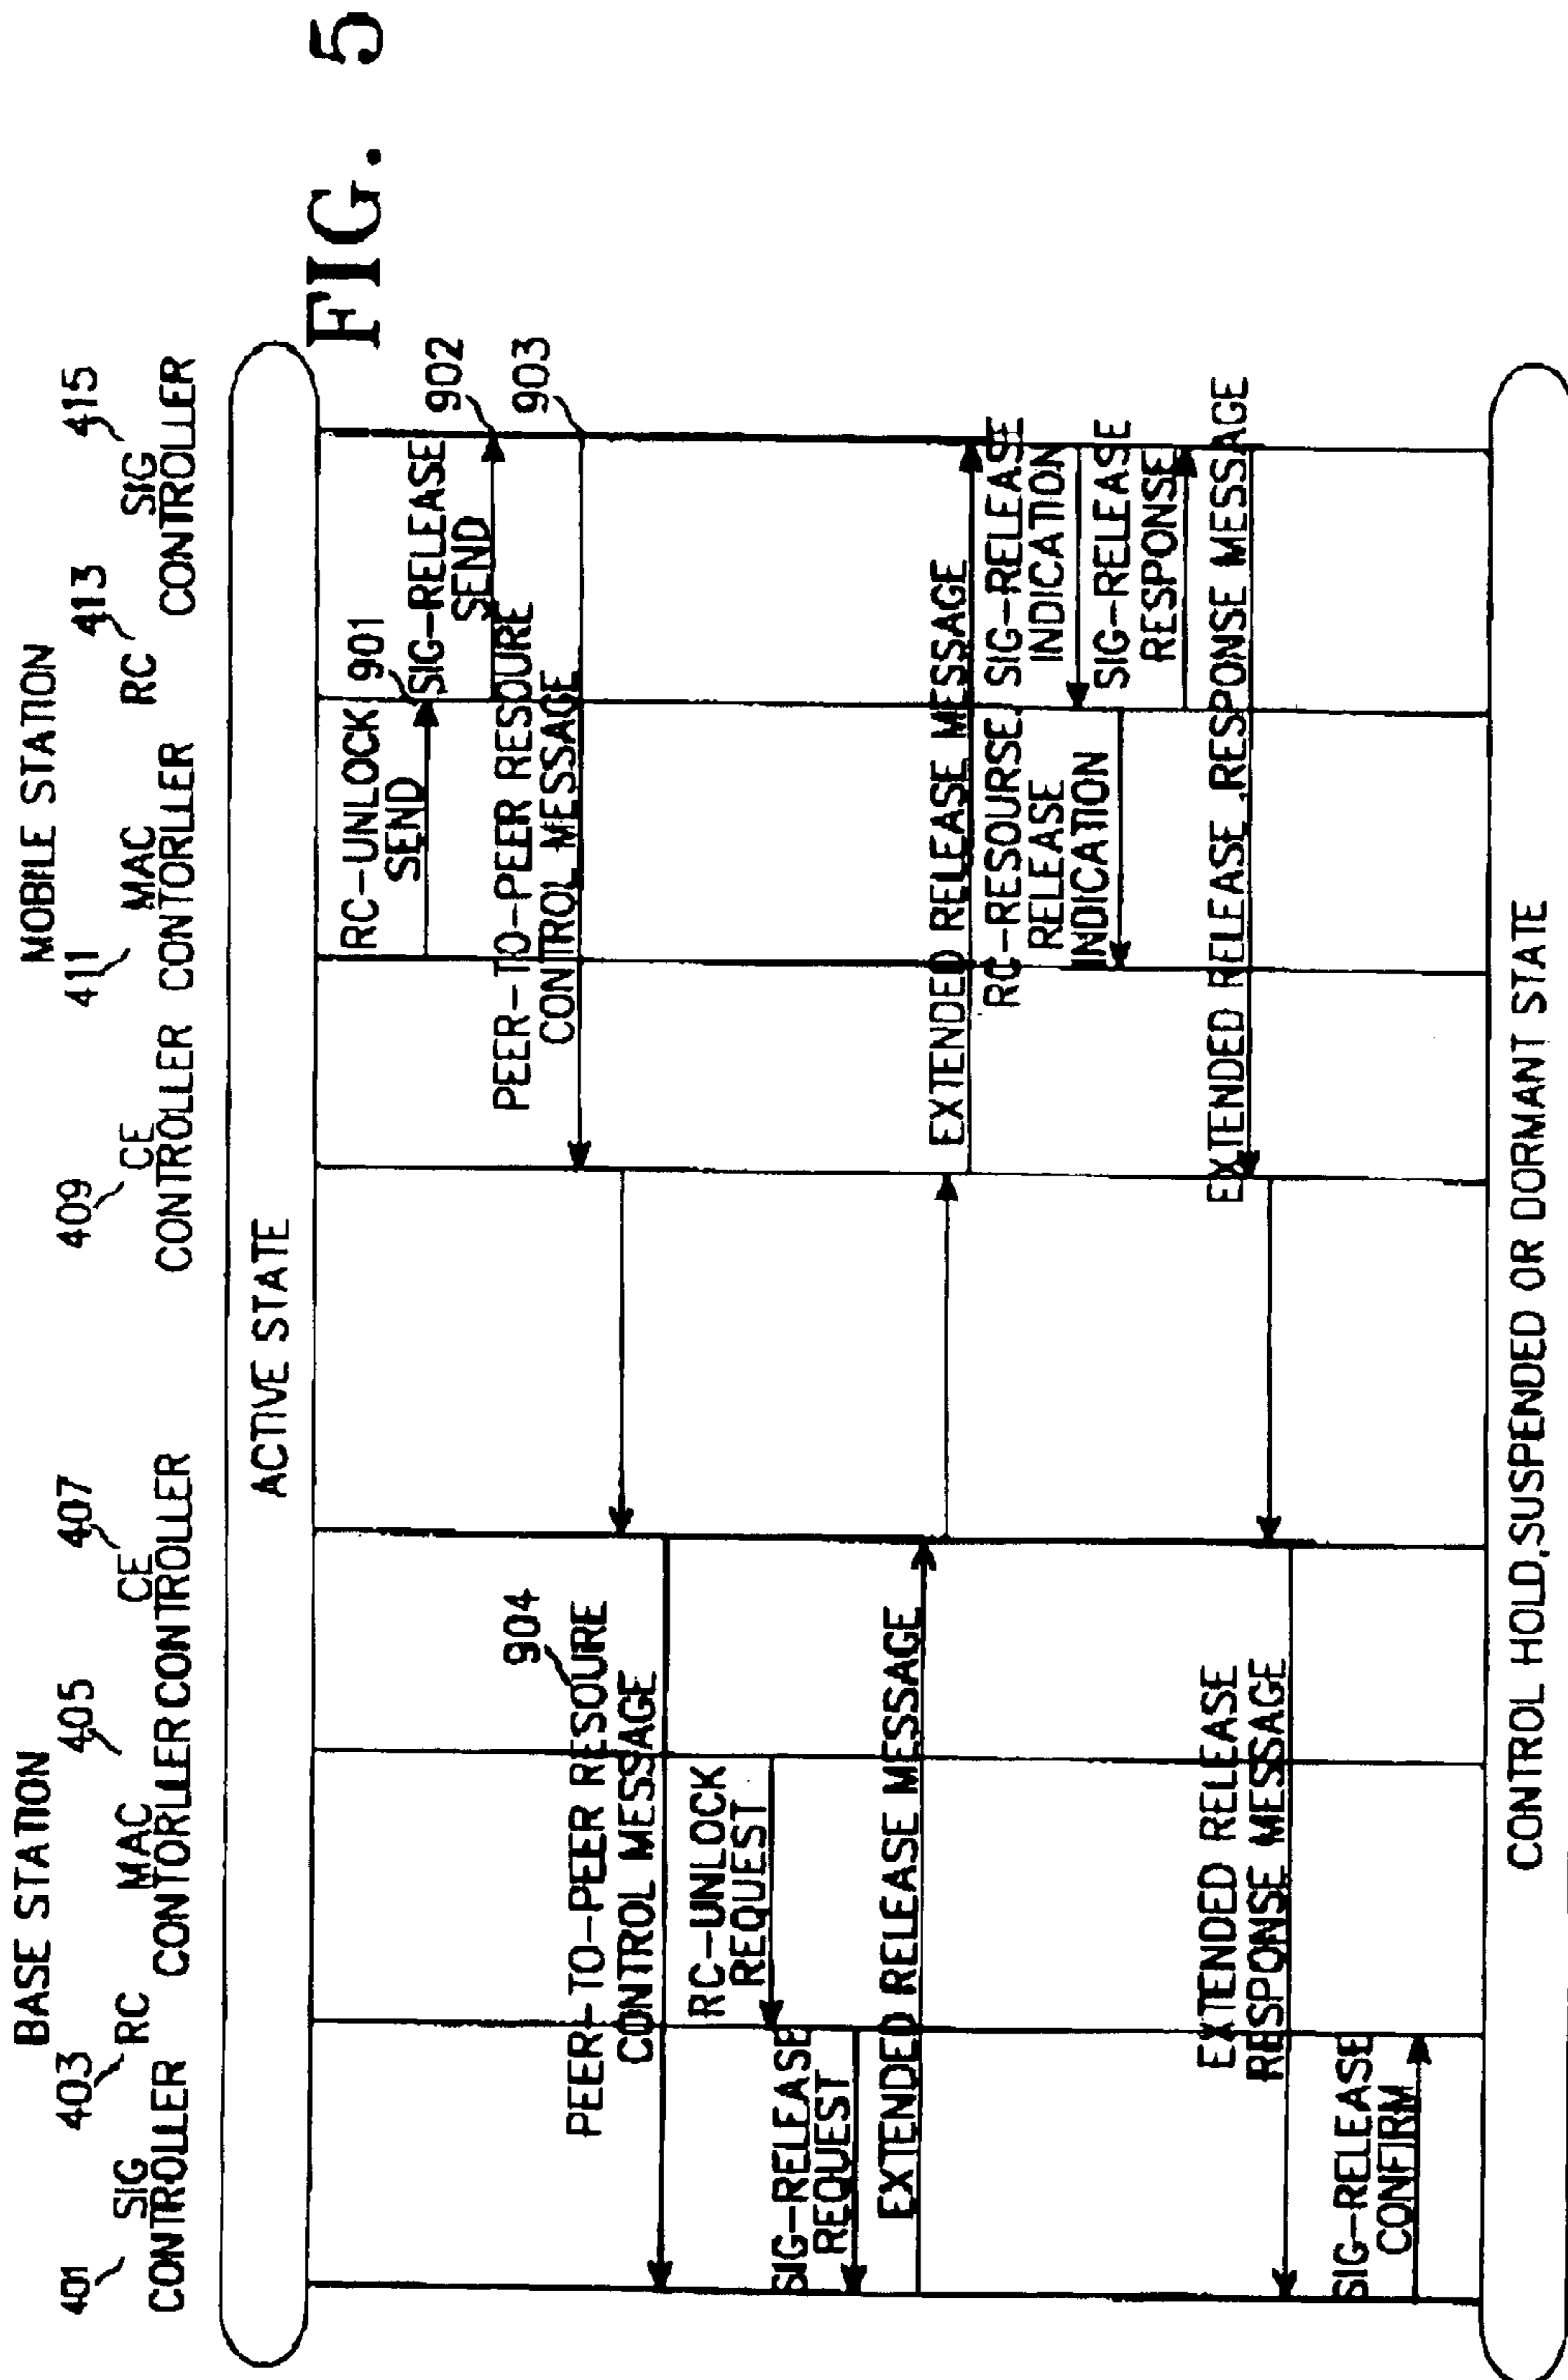 FIG. 5
BASE STATION
MOBILE STATION
401
403
405
407
409
411
413
415
SIG
CONTROLLER
RC
MAC
CONTORLLER
CE
CONTROLLER
CE
CONTROLLER
MAC
CONTORLLER
RC
SIG
CONTROLLER
ACTIVE STATE
RC-UNLOCK
SEND
901
SIG-RELEASE
SEND
902
PEER-TO-PEER RESOURE
CONTROL MESSAGE
903
904
PEER-TO-PEER RESOURE
CONTROL MESSAGE
RC-UNLOCK
REQUEST
SIG-RELEASE
REQUEST
EXTENDED RELEASE MESSAGE
EXTENDED RELEASE MESSAGE
SIG-RELEASE
INDICATION
RC-RESOURSE
RELEASE
INDICATION
SIG-RELEASE
RESPONSE
EXTENDED RELEASE RESPONSE MESSAGE
EXTENDED RELEASE
RESPONSE MESSAGE
SIG-RELEASE
CONFIRM
CONTROL HOLD,SUSPENDED OR DORMANT STATE